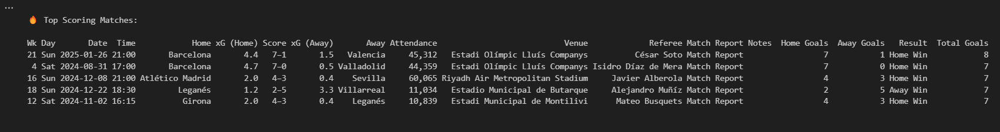 ...
🔥 Top Scoring Matches:
Wk Day Date Time Home xG (Home) Score xG (Away) Away Attendance Venue Referee Match Report Notes Home Goals Away Goals Result Total Goals
21 Sun 2025-01-26 21:00 Barcelona 4.4 7–1 1.5 Valencia 45,312 Estadi Olímpic Lluís Companys César Soto Match Report 7 1 Home Win 8
4 Sat 2024-08-31 17:00 Barcelona 4.7 7–0 0.5 Valladolid 44,359 Estadi Olímpic Lluís Companys Isidro Díaz de Mera Match Report 7 0 Home Win 7
16 Sun 2024-12-08 21:00 Atlético Madrid 2.0 4–3 0.4 Sevilla 60,065 Riyadh Air Metropolitan Stadium Javier Alberola Match Report 4 3 Home Win 7
18 Sun 2024-12-22 18:30 Leganés 1.2 2–5 3.3 Villarreal 11,034 Estadio Municipal de Butarque Alejandro Muñíz Match Report 2 5 Away Win 7
12 Sat 2024-11-02 16:15 Girona 2.0 4–3 0.4 Leganés 10,839 Estadi Municipal de Montilivi Mateo Busquets Match Report 4 3 Home Win 7